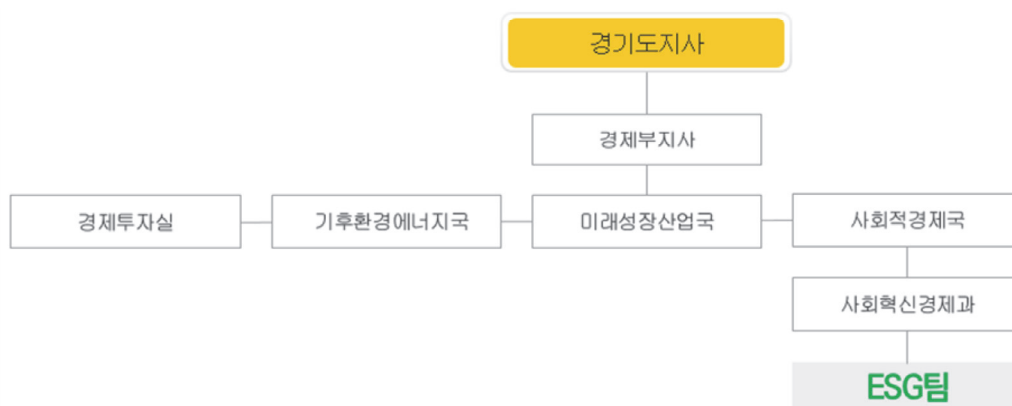 경기도지사
경제부지사
경제투자실
기후환경에너지국
미래성장산업국
사회적경제국
사회혁신경제과
ESG팀